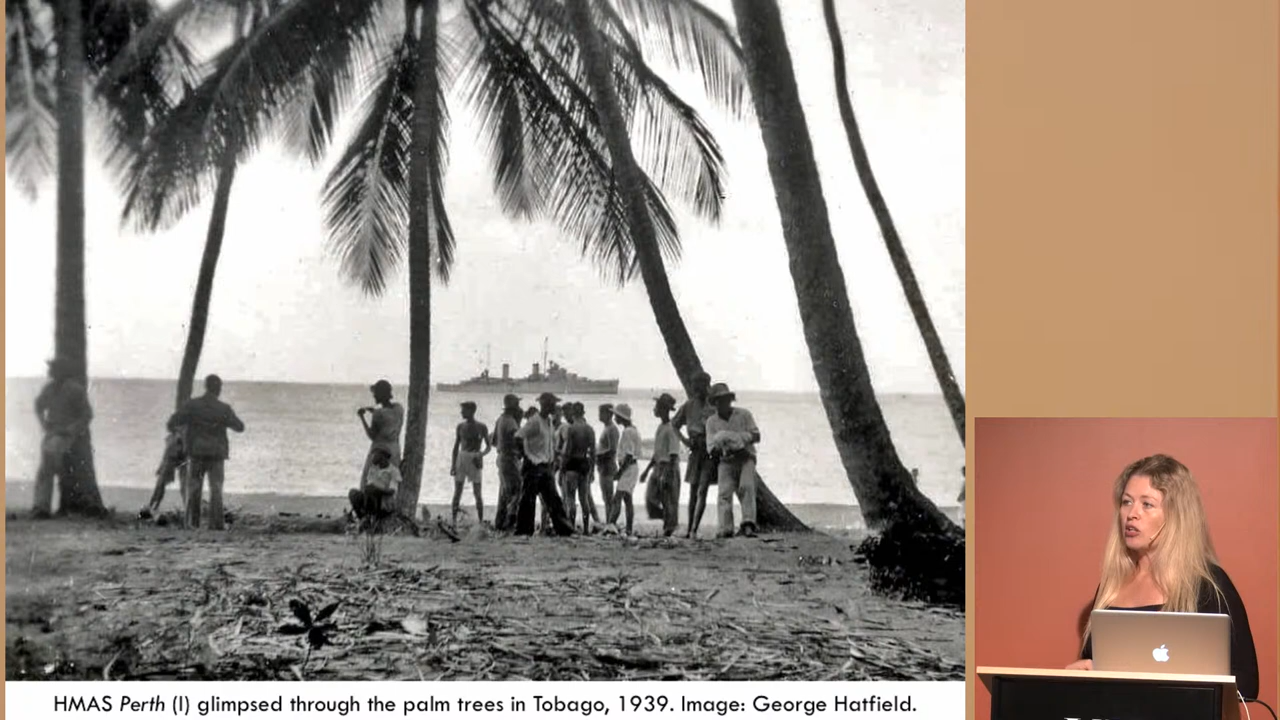 HMAS Perth (I) glimpsed through the palm trees in Tobago, 1939. Image: George Hatfield.